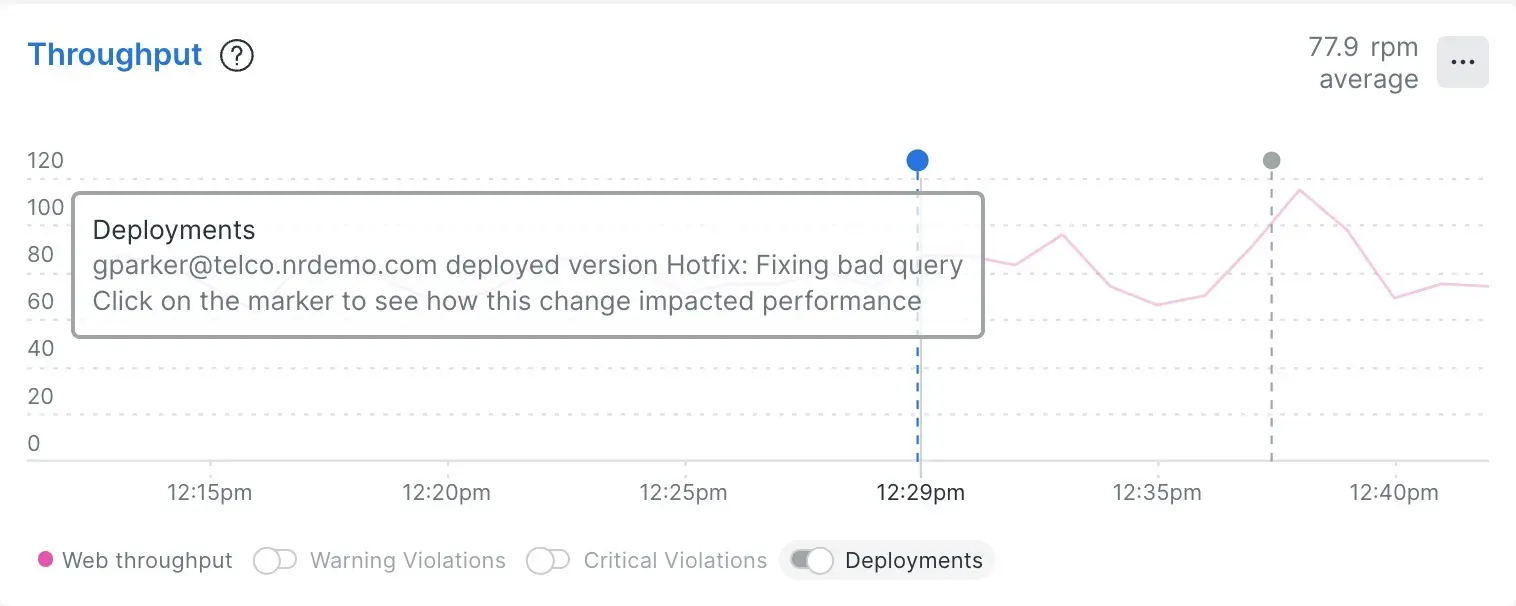 Throughput ?
77.9 rpm
average
...
120
100
80
60
40
20
0
Deployments
gparker@telco.nrdemo.com deployed version Hotfix: Fixing bad query
Click on the marker to see how this change impacted performance
12:15pm 12:20pm 12:25pm 12:29pm 12:35pm 12:40pm
Web throughput Warning Violations Critical Violations Deployments